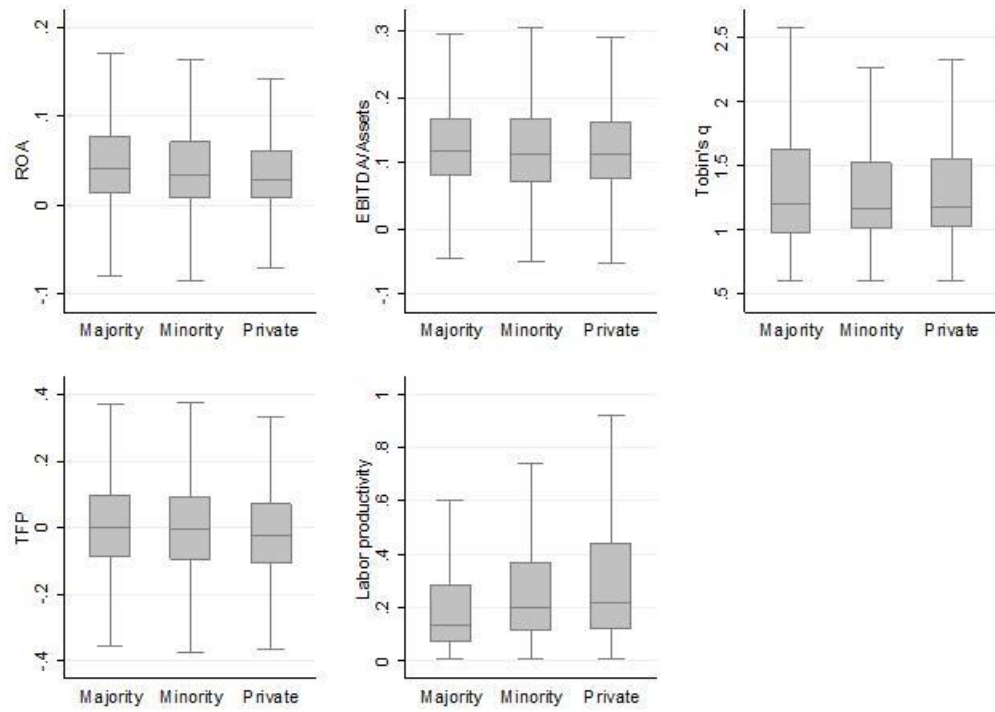 ROA
.2
.1
0
-.1
Majority Minority Private
EBITDA/Assets
.3
.2
.1
0
-.1
Majority Minority Private
Tobin's q
2.5
2
1.5
1
.5
Majority Minority Private
TFP
.4
.2
0
-.2
-.4
Majority Minority Private
Labor productivity
1
.8
.6
.4
.2
0
Majority Minority Private